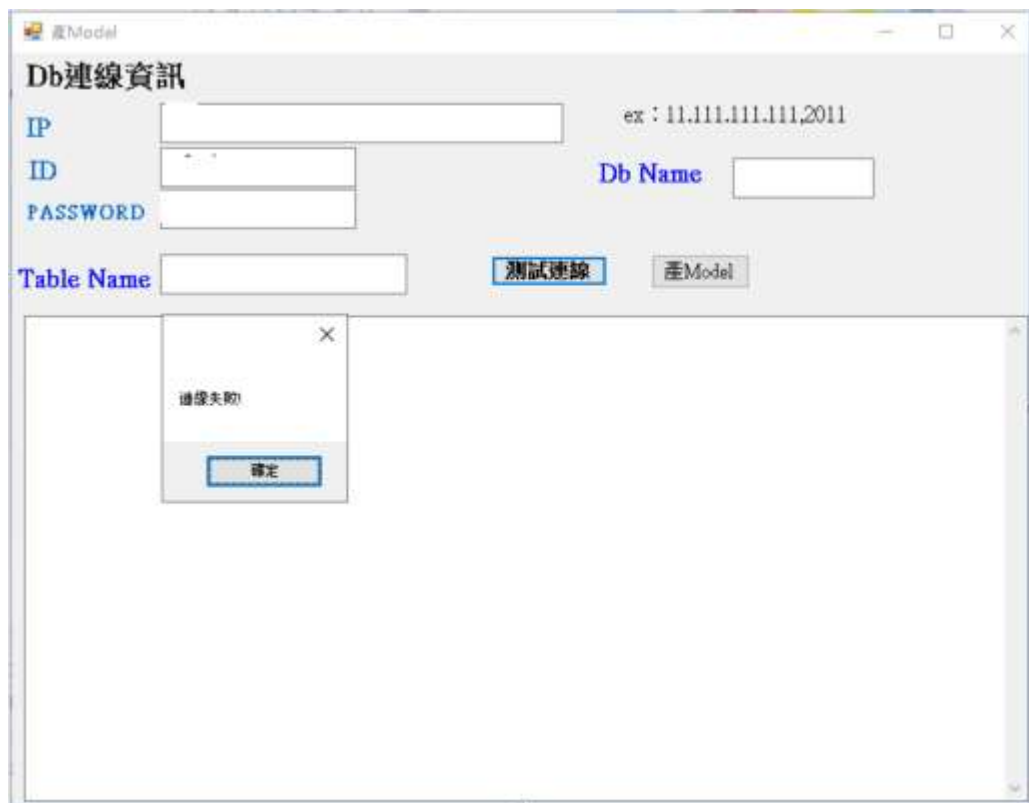 產Model
Db連線資訊
IP
ex：11.111.111.111,2011
ID
Db Name
PASSWORD
Table Name
測試連線
產Model
連線失敗!
確定